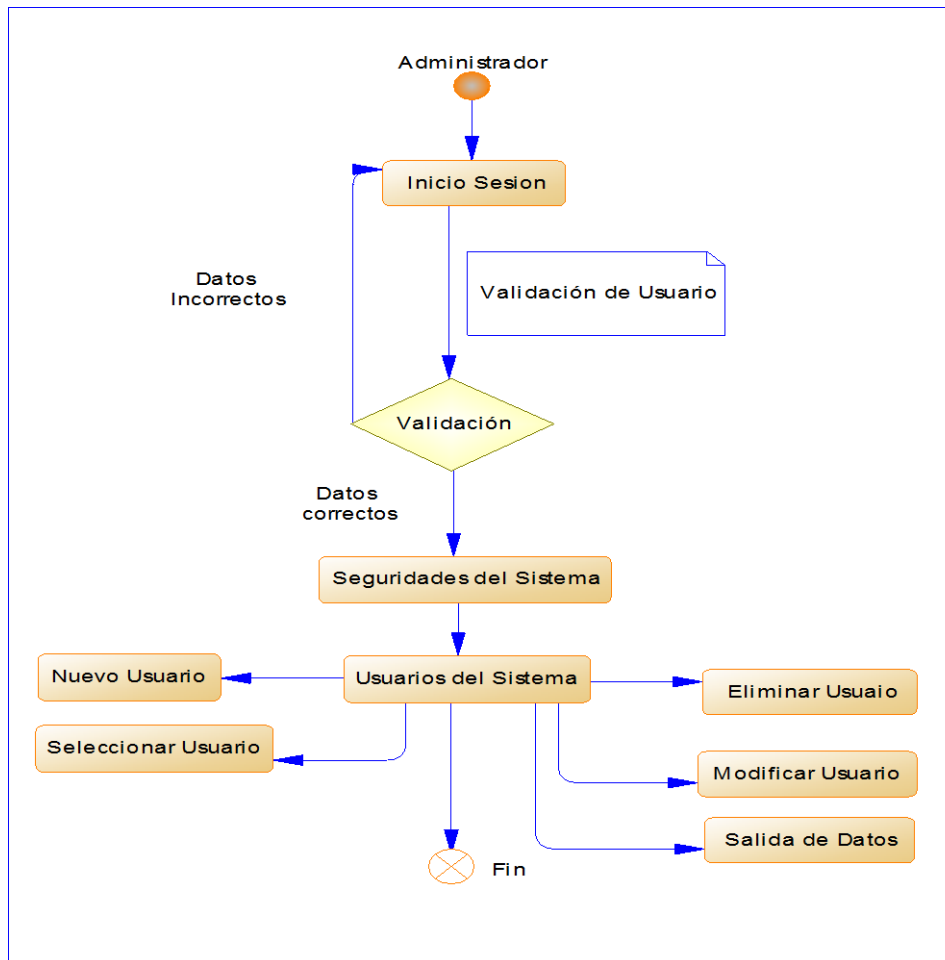 Administrador
Inicio Sesion
Datos
Incorrectos
Validación de Usuario
Validación
Datos
correctos
Seguridades del Sistema
Nuevo Usuario
Usuarios del Sistema
Eliminar Usuaio
Seleccionar Usuario
Modificar Usuario
Salida de Datos
Fin